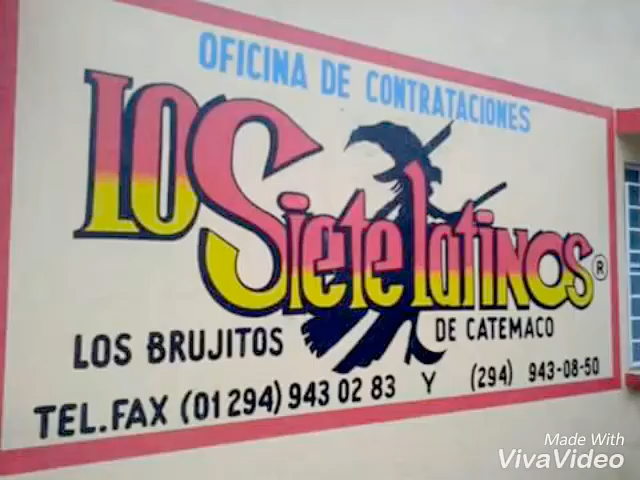 OFICINA DE CONTRATACIONES
LOS Siete latinos ®
LOS BRUJITOS DE CATEMACO
TEL. FAX (01 294) 943 02 83 Y (294) 943-08-50
Made With
VivaVideo